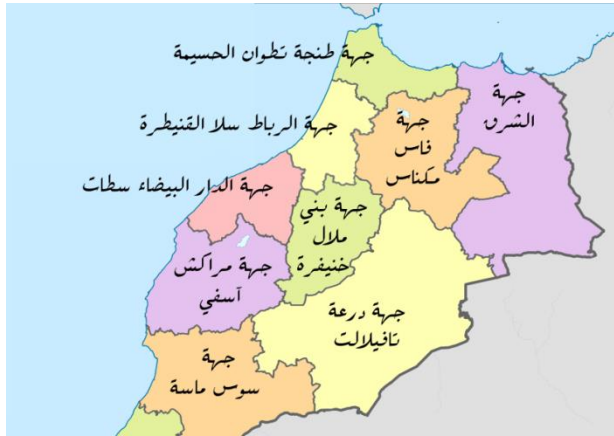 جهة طنجة تطوان الحسيمة
جهة
الشرق
جهة الرباط سلا القنيطرة
جهة
فاس
مكناس
جهة الدار البيضاء سطات
جهة بني
ملال
خنيفرة
جهة مراكش
آسفي
جهة درعة
تافيلالت
جهة
سوس ماسة